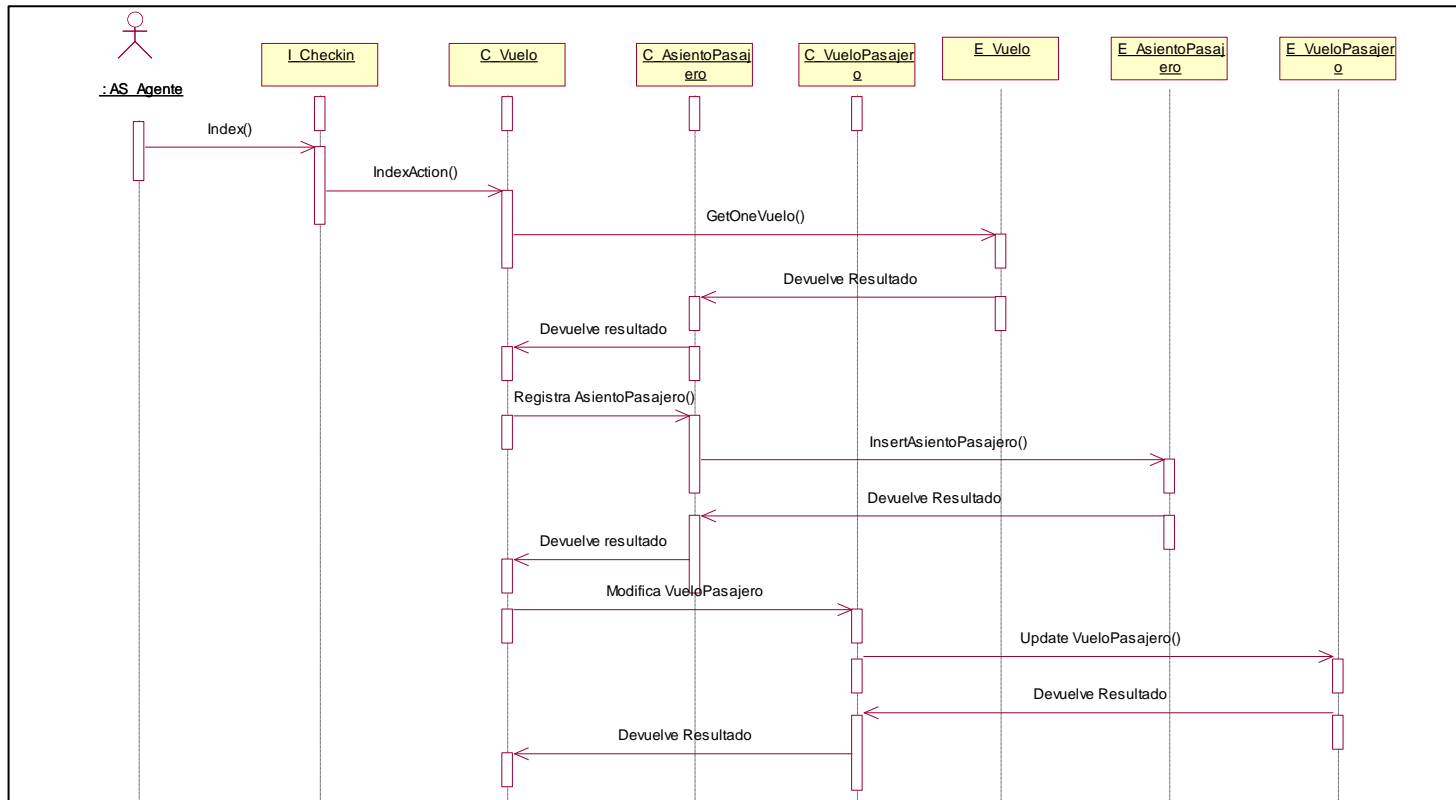 I_Checkin
C_Vuelo
C_AsientoPasaj
ero
C_VueloPasajer
o
E_Vuelo
E_AsientoPasaj
ero
E_VueloPasajer
o
: AS_Agente
Index()
IndexAction()
GetOneVuelo()
Devuelve Resultado
Devuelve resultado
Registra AsientoPasajero()
InsertAsientoPasajero()
Devuelve Resultado
Devuelve resultado
Modifica VueloPasajero
Update VueloPasajero()
Devuelve Resultado
Devuelve Resultado